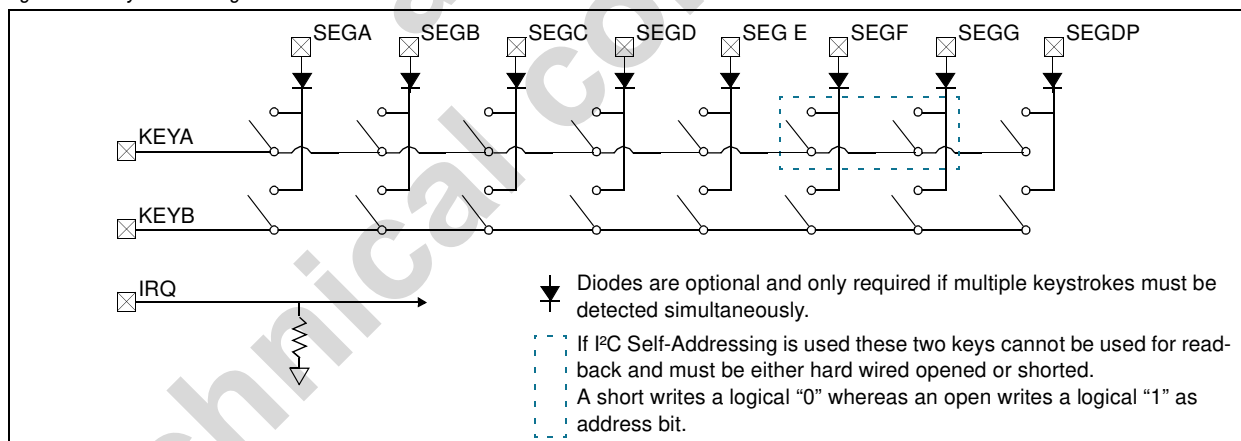 SEGA SEGB SEGC SEGD SEG E SEGF SEGG SEGDP
KEYA
KEYB
IRQ
Diodes are optional and only required if multiple keystrokes must be
detected simultaneously.
If I²C Self-Addressing is used these two keys cannot be used for read-
back and must be either hard wired opened or shorted.
A short writes a logical “0” whereas an open writes a logical “1” as
address bit.